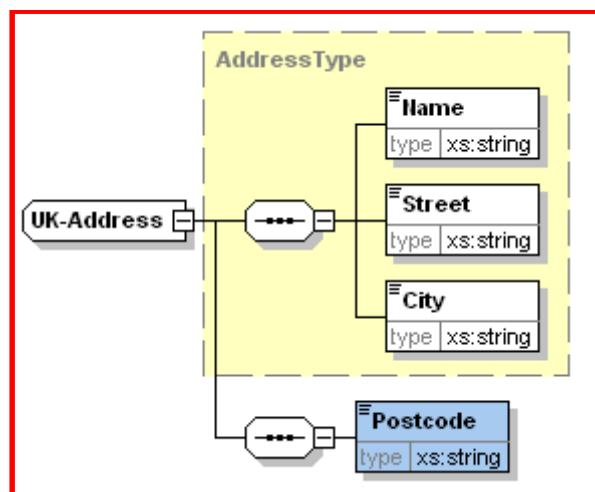 AddressType
Name
type xs:string
UK-Address
Street
type xs:string
City
type xs:string
Postcode
type xs:string